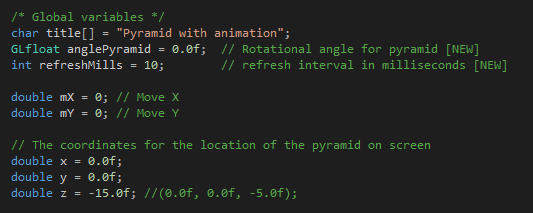 /* Global variables */
char title[] = "Pyramid with animation";
GLfloat anglePyramid = 0.0f;  // Rotational angle for pyramid [NEW]
int refreshMills = 10;        // refresh interval in milliseconds [NEW]

double mX = 0; // Move X
double mY = 0; // Move Y

// The coordinates for the location of the pyramid on screen
double x = 0.0f;
double y = 0.0f;
double z = -15.0f; //(0.0f, 0.0f, -5.0f);